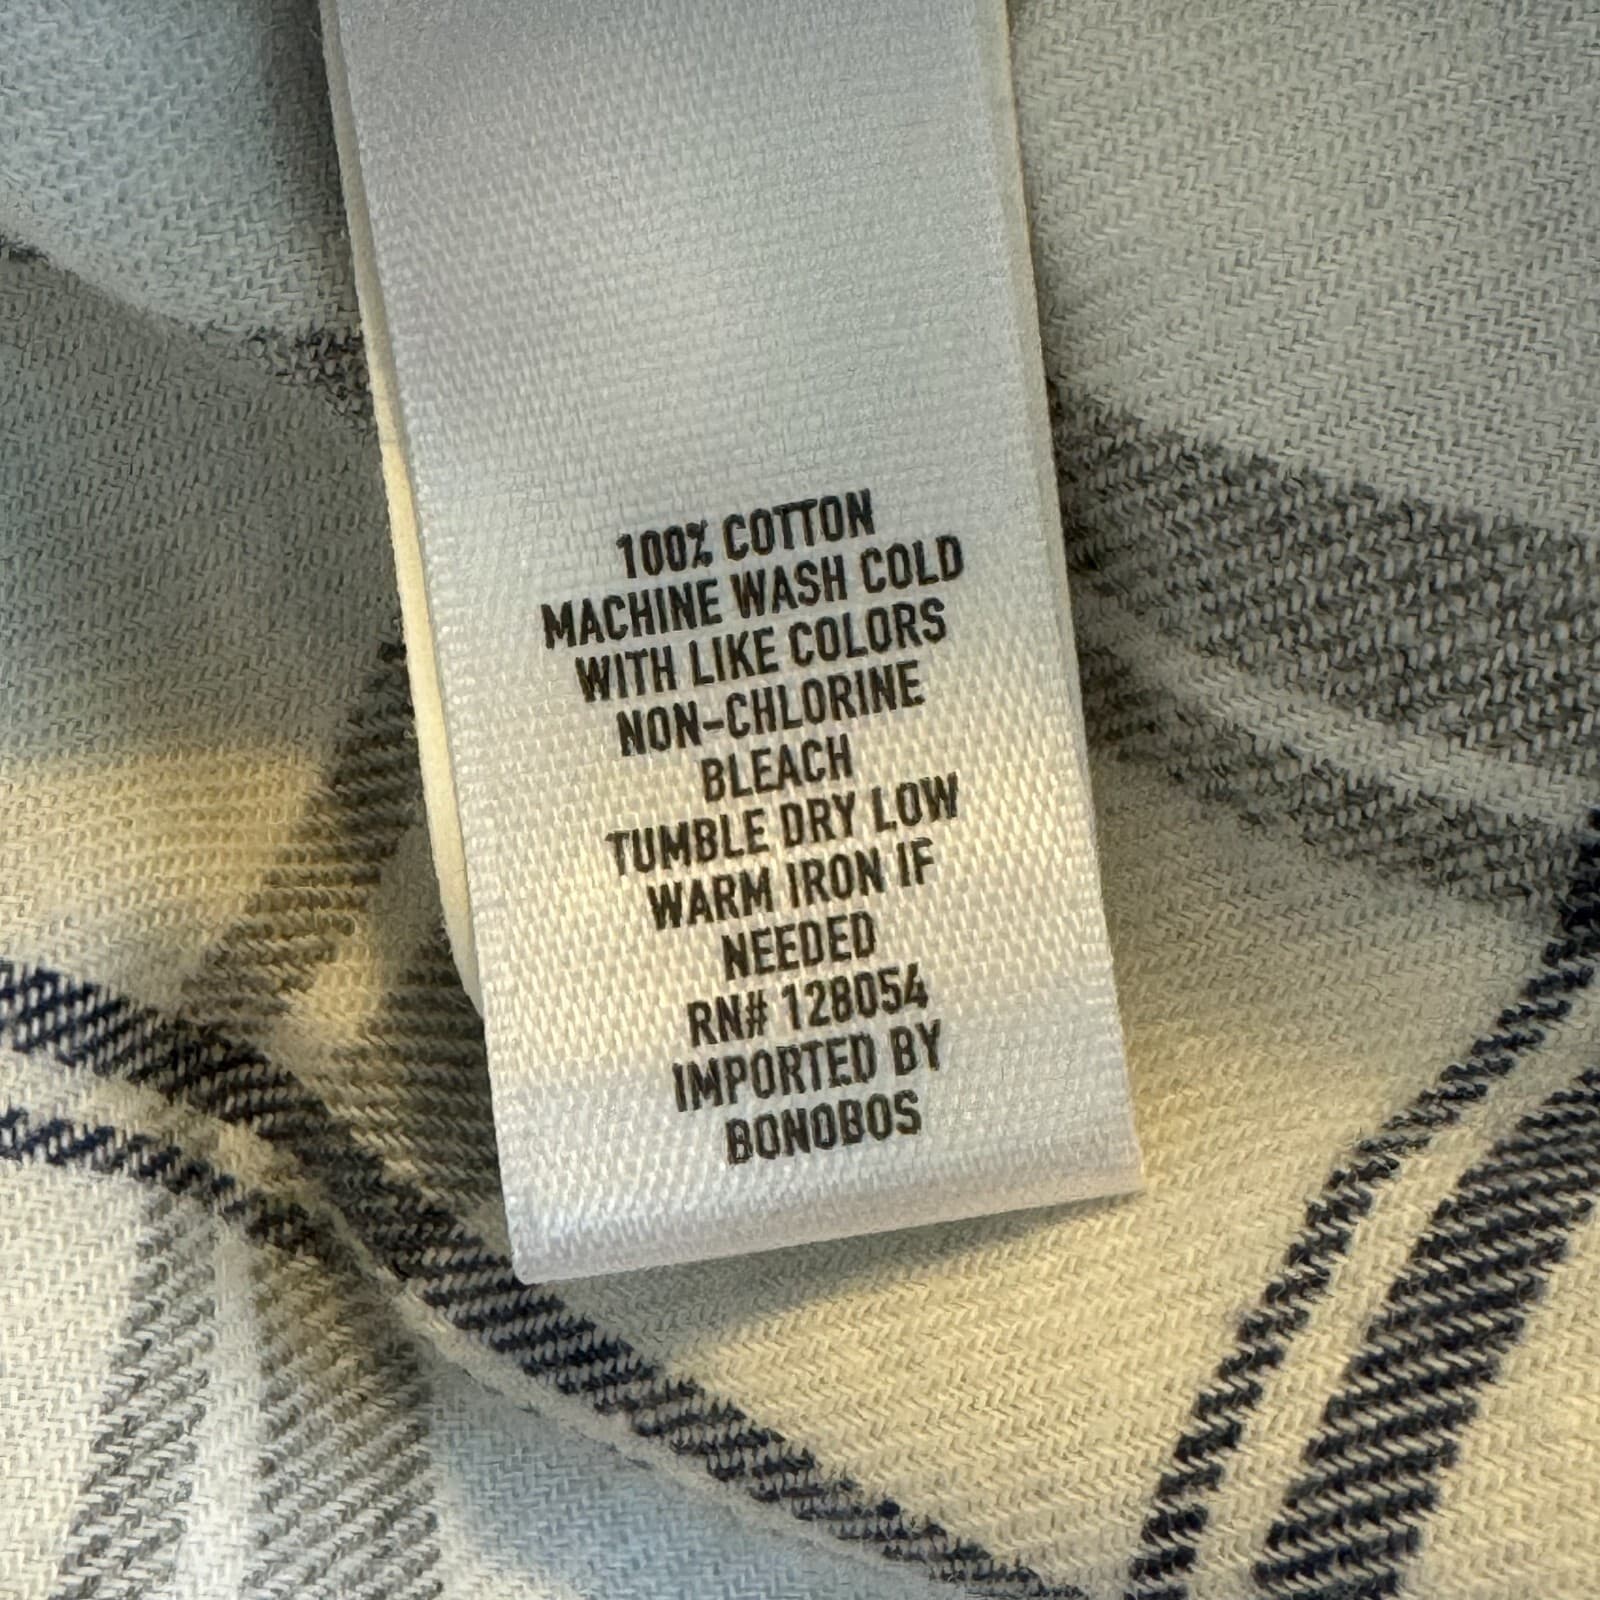 100% COTTON
MACHINE WASH COLD
WITH LIKE COLORS
NON-CHLORINE
BLEACH
TUMBLE DRY LOW
WARM IRON IF
NEEDED
RN# 128054
IMPORTED BY
BONOBOS